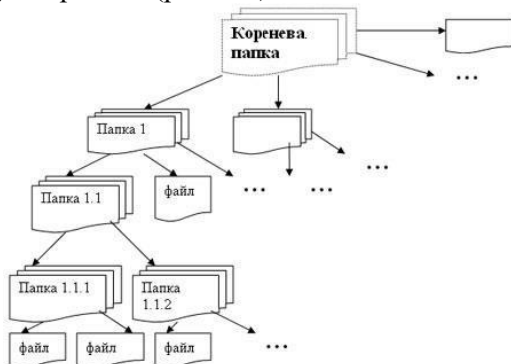 Коренева
папка
...
Папка 1
...
Папка 1.1
файл
...
...
Папка 1.1.1
Папка
1.1.2
файл
файл
файл
...